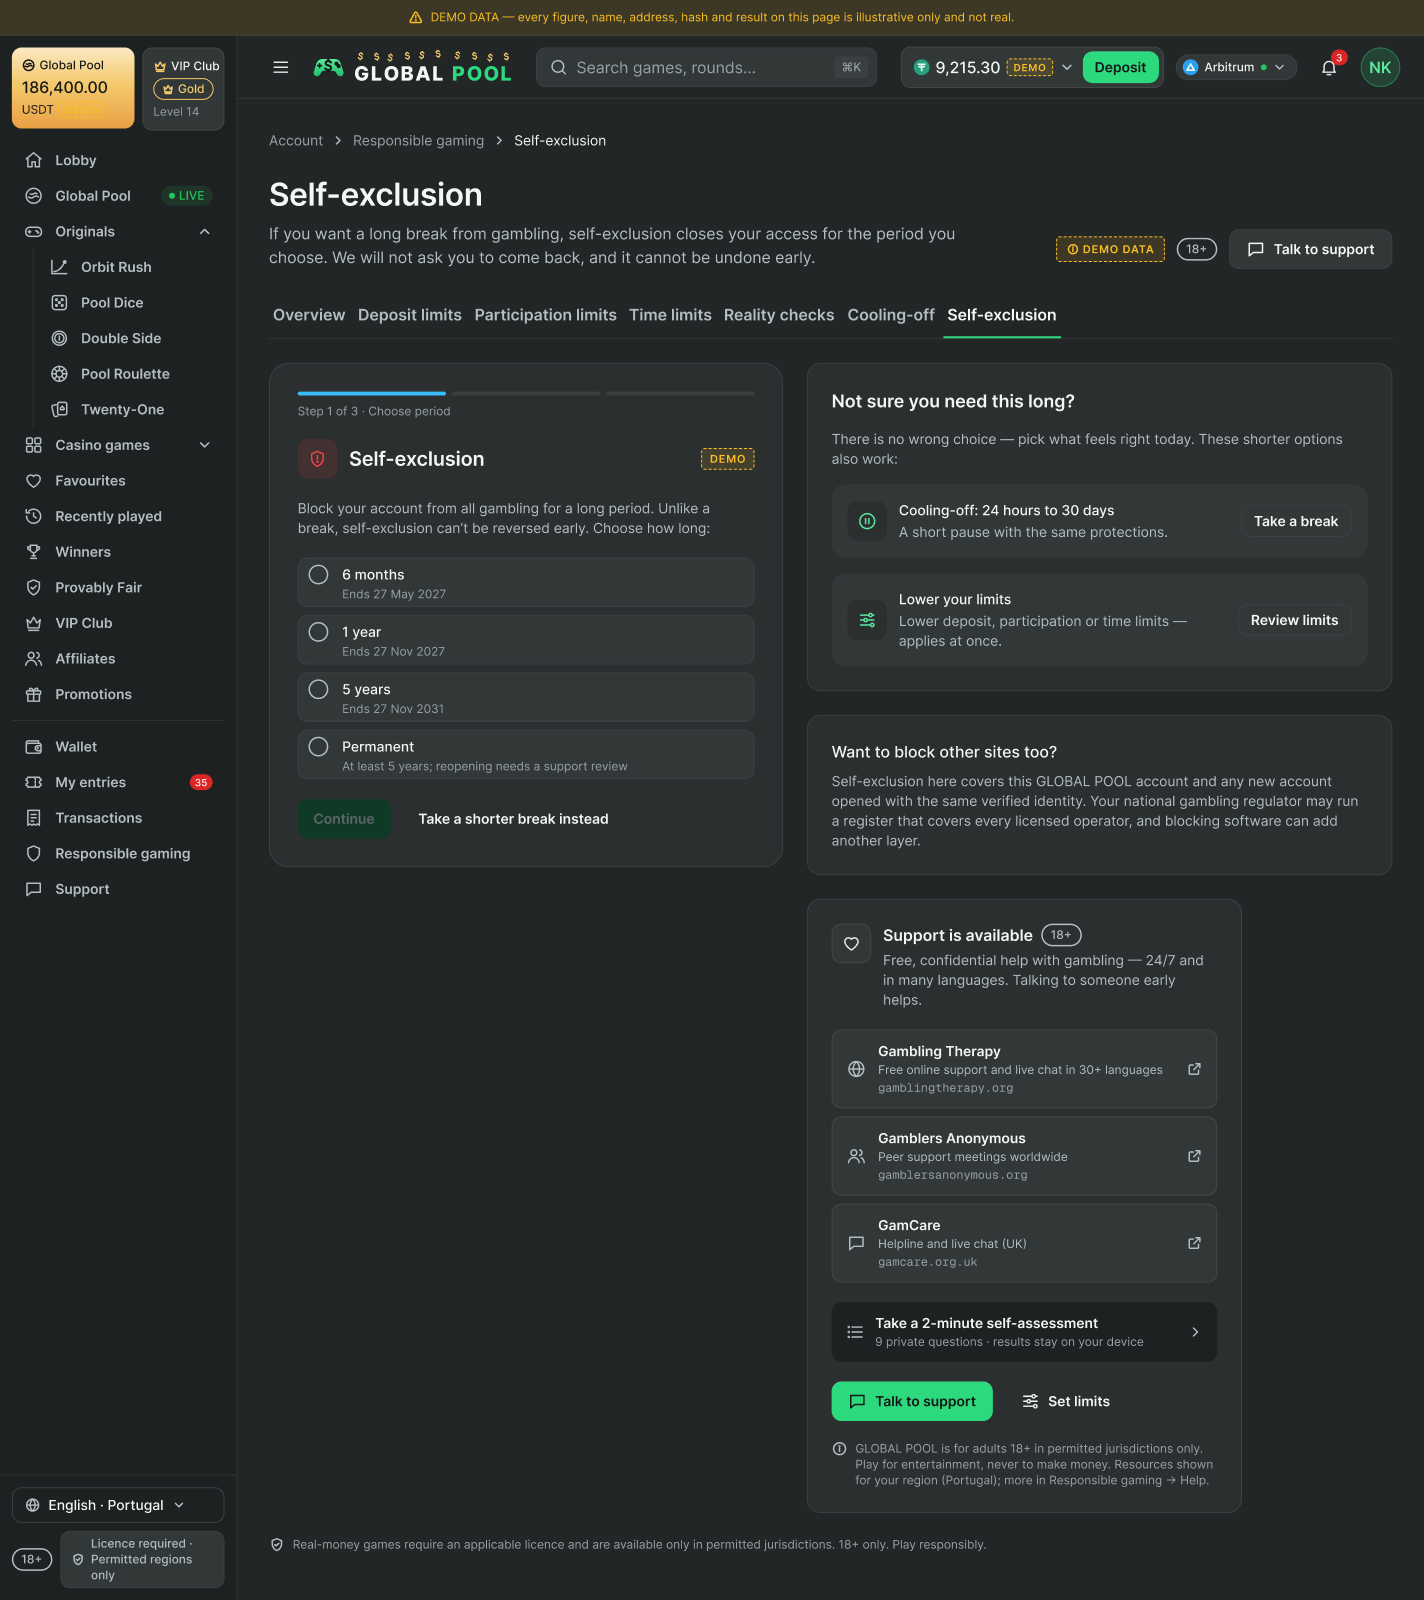 DEMO DATA — every figure, name, address, hash and result on this page is illustrative only and not real.
Global Pool
186,400.00
USDT DEMO
VIP Club
Gold
Level 14
GLOBAL POOL
Search games, rounds...
⌘K
9,215.30
DEMO
Deposit
Arbitrum
3
NK
Lobby
Global Pool
LIVE
Originals
Orbit Rush
Pool Dice
Double Side
Pool Roulette
Twenty-One
Casino games
Favourites
Recently played
Winners
Provably Fair
VIP Club
Affiliates
Promotions
Wallet
My entries
35
Transactions
Responsible gaming
Support
English · Portugal
18+
Licence required ·
Permitted regions
only
Account > Responsible gaming > Self-exclusion
Self-exclusion
If you want a long break from gambling, self-exclusion closes your access for the period you
choose. We will not ask you to come back, and it cannot be undone early.
DEMO DATA
18+
Talk to support
Overview
Deposit limits
Participation limits
Time limits
Reality checks
Cooling-off
Self-exclusion
Step 1 of 3 · Choose period
Self-exclusion
DEMO
Block your account from all gambling for a long period. Unlike a
break, self-exclusion can't be reversed early. Choose how long:
6 months
Ends 27 May 2027
1 year
Ends 27 Nov 2027
5 years
Ends 27 Nov 2031
Permanent
At least 5 years; reopening needs a support review
Continue
Take a shorter break instead
Not sure you need this long?
There is no wrong choice — pick what feels right today. These shorter options
also work:
Cooling-off: 24 hours to 30 days
A short pause with the same protections.
Take a break
Lower your limits
Lower deposit, participation or time limits —
applies at once.
Review limits
Want to block other sites too?
Self-exclusion here covers this GLOBAL POOL account and any new account
opened with the same verified identity. Your national gambling regulator may run
a register that covers every licensed operator, and blocking software can add
another layer.
Support is available
18+
Free, confidential help with gambling — 24/7 and
in many languages. Talking to someone early
helps.
Gambling Therapy
Free online support and live chat in 30+ languages
gamblingtherapy.org
Gamblers Anonymous
Peer support meetings worldwide
gamblersanonymous.org
GamCare
Helpline and live chat (UK)
gamcare.org.uk
Take a 2-minute self-assessment
9 private questions · results stay on your device
Talk to support
Set limits
GLOBAL POOL is for adults 18+ in permitted jurisdictions only.
Play for entertainment, never to make money. Resources shown
for your region (Portugal); more in Responsible gaming → Help.
Real-money games require an applicable licence and are available only in permitted jurisdictions. 18+ only. Play responsibly.